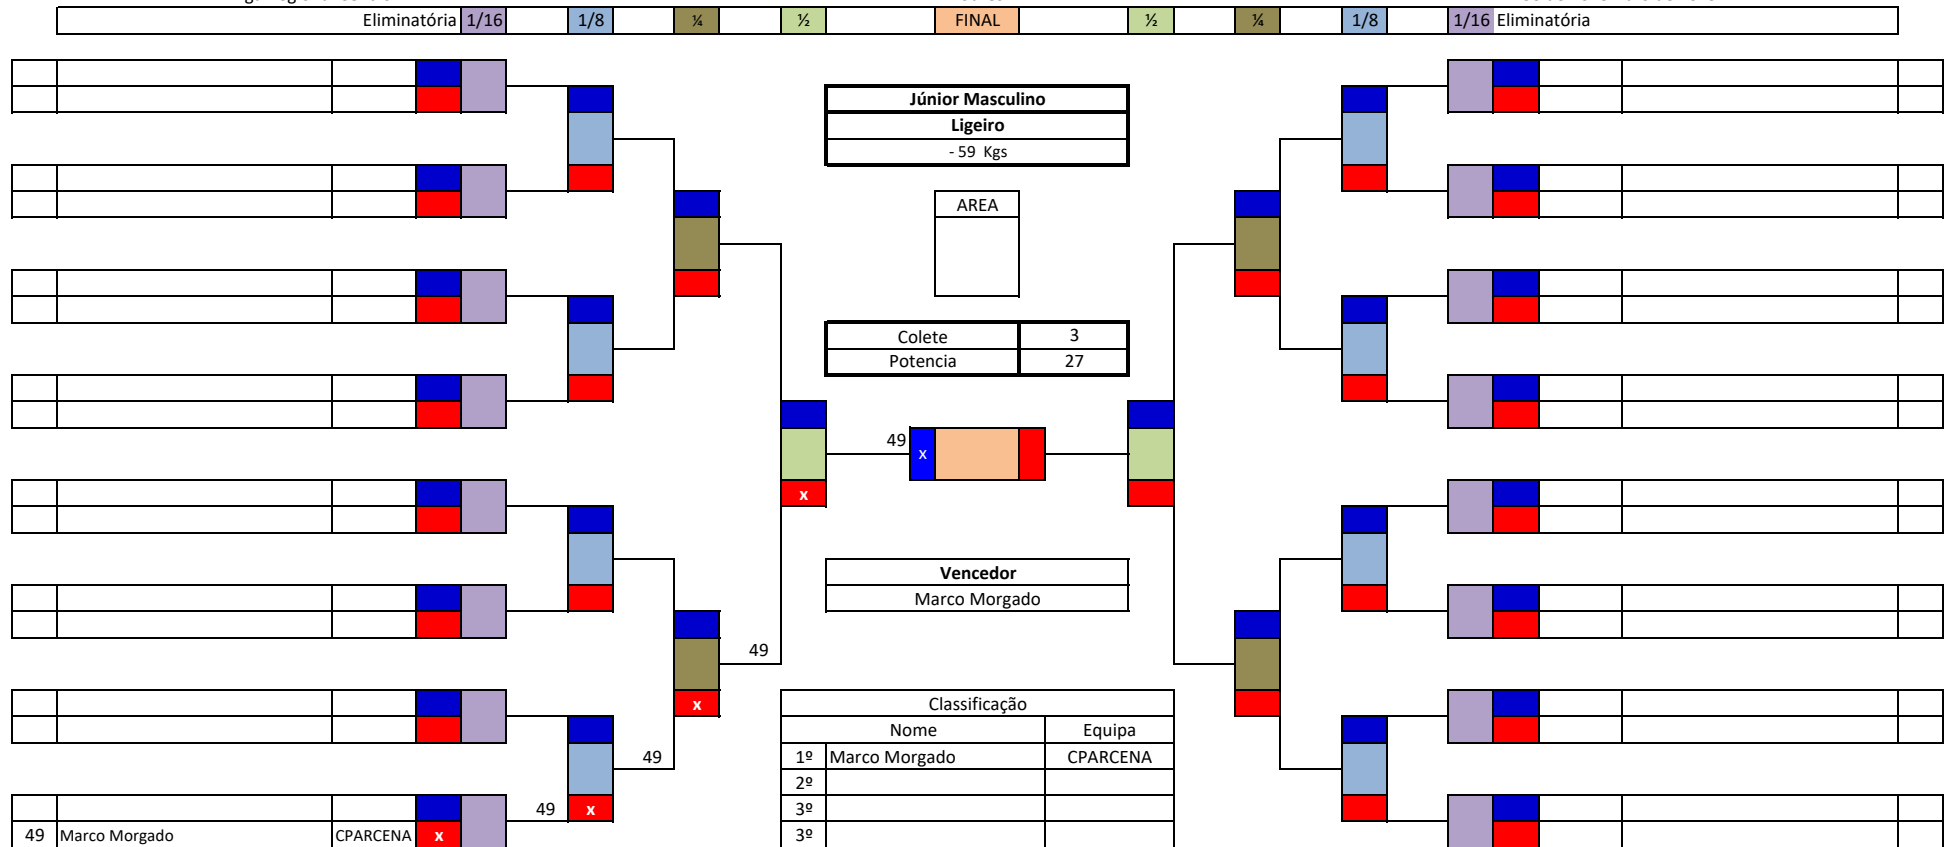 Eliminatória 1/16 1/8 ¼ ½ FINAL ½ ¼ 1/8 1/16 Eliminatória
Júnior Masculino
Ligeiro
- 59 Kgs
AREA
Colete 3
Potencia 27
49
x
x
Vencedor
Marco Morgado
49
x
Classificação
Nome Equipa
49
1º Marco Morgado CPARCENA
2º
49 x
3º
49 Marco Morgado CPARCENA x
3º